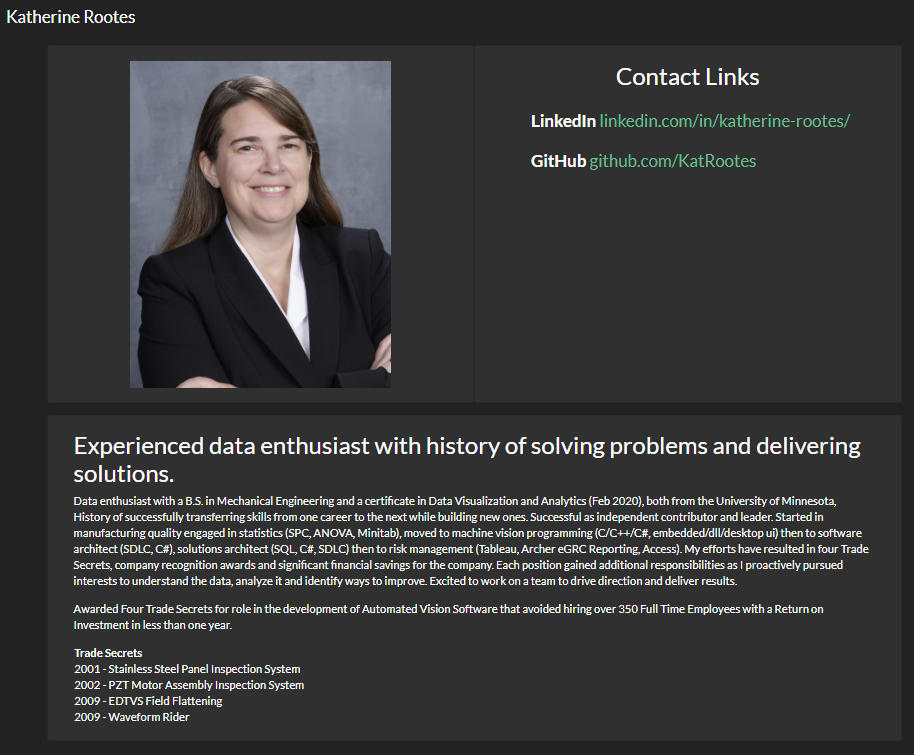 Katherine Rootes
Contact Links
LinkedIn linkedin.com/in/katherine-rootes/
GitHub github.com/KatRootes
Experienced data enthusiast with history of solving problems and delivering
solutions.
Data enthusiast with a B.S. in Mechanical Engineering and a certificate in Data Visualization and Analytics (Feb 2020), both from the University of Minnesota,
History of successfully transferring skills from one career to the next while building new ones. Successful as independent contributor and leader. Started in
manufacturing quality engaged in statistics (SPC, ANOVA, Minitab), moved to machine vision programming (C/C++/C#, embedded/dll/desktop ui) then to software
architect (SDLC, C#), solutions architect (SQL, C#, SDLC) then to risk management (Tableau, Archer eGRC Reporting, Access). My efforts have resulted in four Trade
Secrets, company recognition awards and significant financial savings for the company. Each position gained additional responsibilities as I proactively pursued
interests to understand the data, analyze it and identify ways to improve. Excited to work on a team to drive direction and deliver results.
Awarded Four Trade Secrets for role in the development of Automated Vision Software that avoided hiring over 350 Full Time Employees with a Return on
Investment in less than one year.
Trade Secrets
2001 - Stainless Steel Panel Inspection System
2002 - PZT Motor Assembly Inspection System
2009 - EDTVS Field Flattening
2009 - Waveform Rider